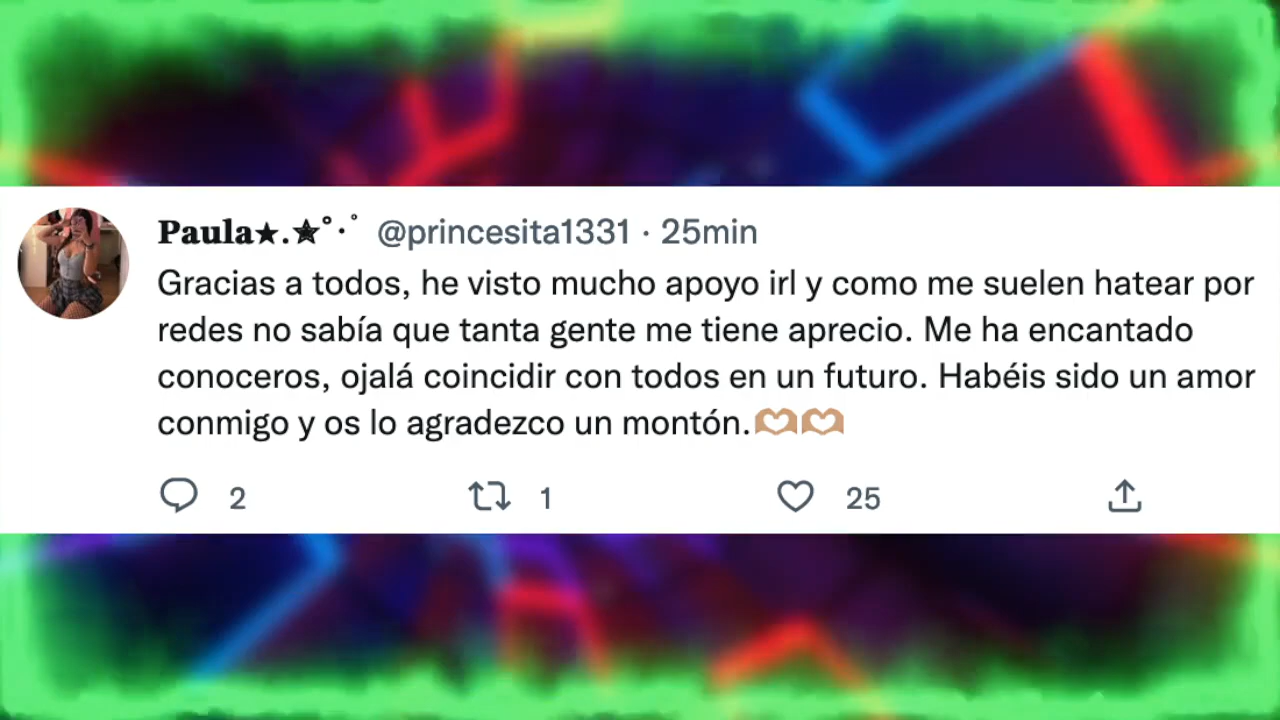 Paula★.✮˚·˚ @princesita1331 · 25min
Gracias a todos, he visto mucho apoyo irl y como me suelen hatear por
redes no sabía que tanta gente me tiene aprecio. Me ha encantado
conoceros, ojalá coincidir con todos en un futuro. Habéis sido un amor
conmigo y os lo agradezco un montón.🫶🏽🫶🏽
2 1 25